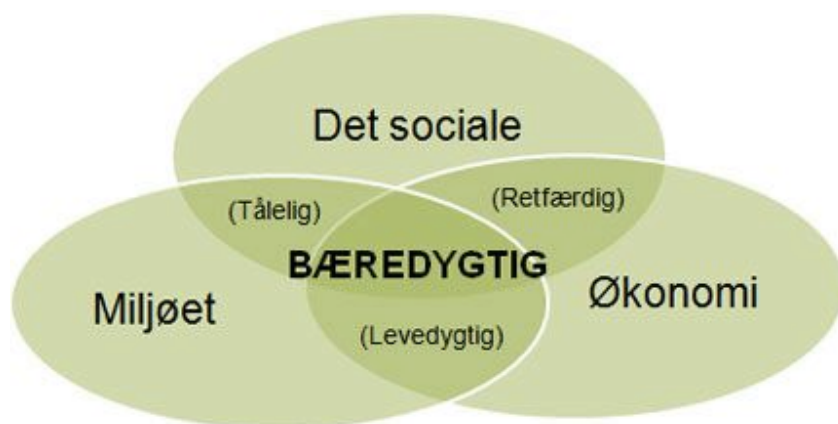 Det sociale
(Tålelig)
(Retfærdig)
BÆREDYGTIG
Miljøet
Økonomi
(Levedygtig)